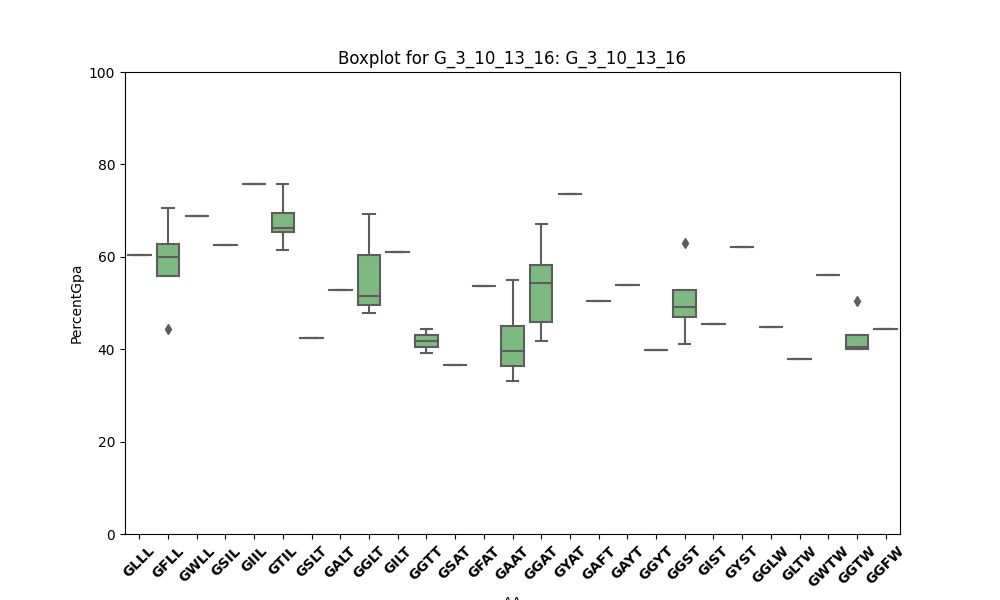 Boxplot for G_3_10_13_16: G_3_10_13_16
100
80
60
40
20
0
PercentGpa
GLLL GFLL GWLL GSIL GIIL GTIL GSLT GALT GGLT GILT GGTT GSAT GFAT GAAT GGAT GYAT GAFT GAYT GGYT GGST GIST GYST GGLW GLTW GWTW GGTW GGFW